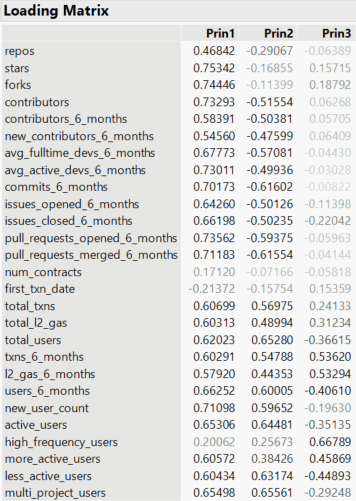 Loading Matrix
Prin1 Prin2 Prin3
repos 0.46842 -0.29067 -0.06389
stars 0.75342 -0.16855 0.15715
forks 0.74446 -0.11399 0.18792
contributors 0.73293 -0.51554 0.06268
contributors_6_months 0.58391 -0.50381 0.05705
new_contributors_6_months 0.54560 -0.47599 0.06409
avg_fulltime_devs_6_months 0.67773 -0.57081 -0.04430
avg_active_devs_6_months 0.73011 -0.49936 -0.03028
commits_6_months 0.70173 -0.61602 -0.00822
issues_opened_6_months 0.64260 -0.50126 -0.11398
issues_closed_6_months 0.66198 -0.50235 -0.22042
pull_requests_opened_6_months 0.73562 -0.59375 -0.05963
pull_requests_merged_6_months 0.71183 -0.61554 -0.04144
num_contracts 0.17120 -0.07166 -0.05818
first_txn_date -0.21372 -0.15754 0.15359
total_txns 0.60699 0.56975 0.24133
total_l2_gas 0.60313 0.48994 0.31234
total_users 0.62023 0.65280 -0.36615
txns_6_months 0.60291 0.54788 0.53620
l2_gas_6_months 0.57920 0.44353 0.53294
users_6_months 0.66252 0.60005 -0.40610
new_user_count 0.71098 0.59652 -0.19630
active_users 0.65306 0.64481 -0.35135
high_frequency_users 0.20062 0.25673 0.66789
more_active_users 0.60572 0.38426 0.45869
less_active_users 0.60434 0.63174 -0.44893
multi_project_users 0.65498 0.65561 -0.29248